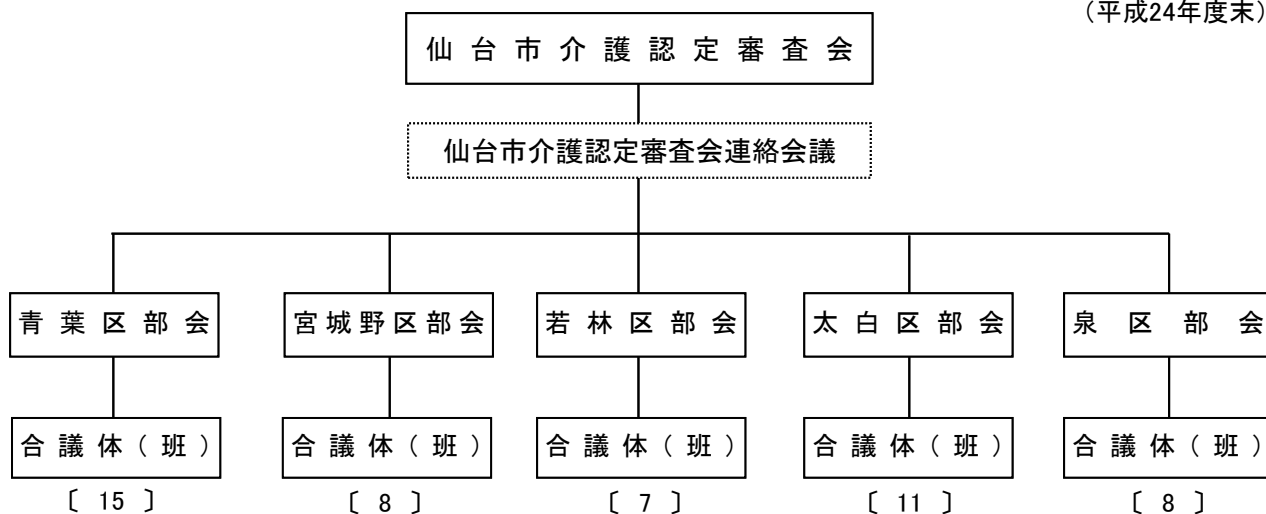 (平成24年度末)
仙台市介護認定審査会
仙台市介護認定審査会連絡会議
青葉区部会 宮城野区部会 若林区部会 太白区部会 泉区部会
合議体(班) 合議体(班) 合議体(班) 合議体(班) 合議体(班)
〔 15 〕 〔 8 〕 〔 7 〕 〔 11 〕 〔 8 〕